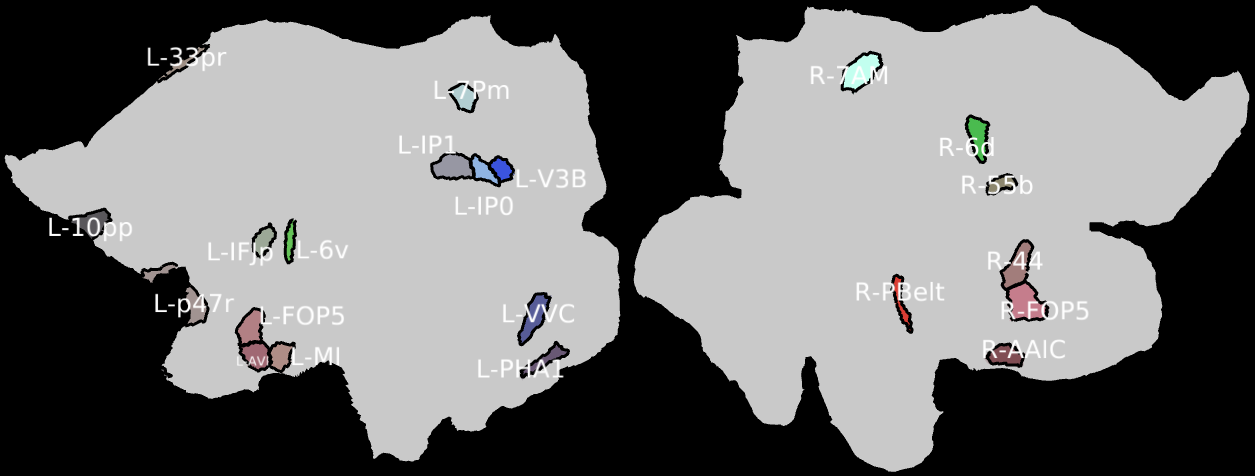 L-33pr
L-7Pm
L-IP1
L-V3B
L-IP0
L-10pp
L-IFJp
L-6v
L-p47r
L-FOP5
L-AVI
L-MI
L-VVC
L-PHA1
R-7AM
R-6d
R-55b
R-44
R-PBelt
R-FOP5
R-AAIC